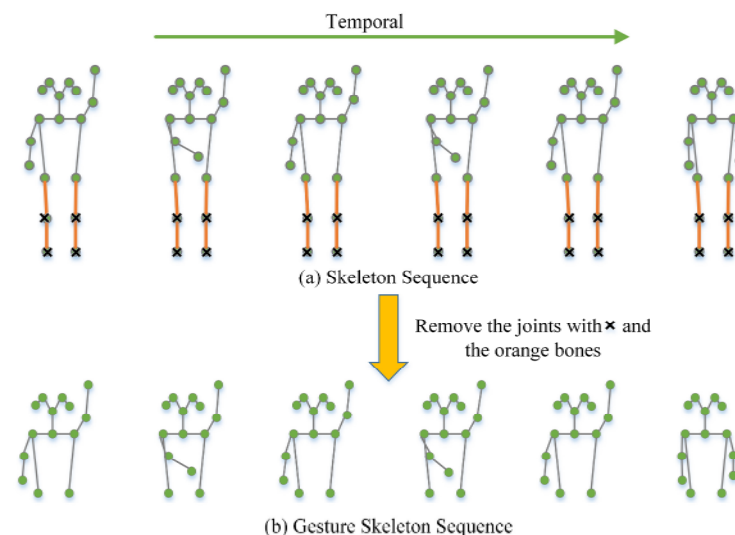 Temporal
(a) Skeleton Sequence
Remove the joints with × and
the orange bones
(b) Gesture Skeleton Sequence